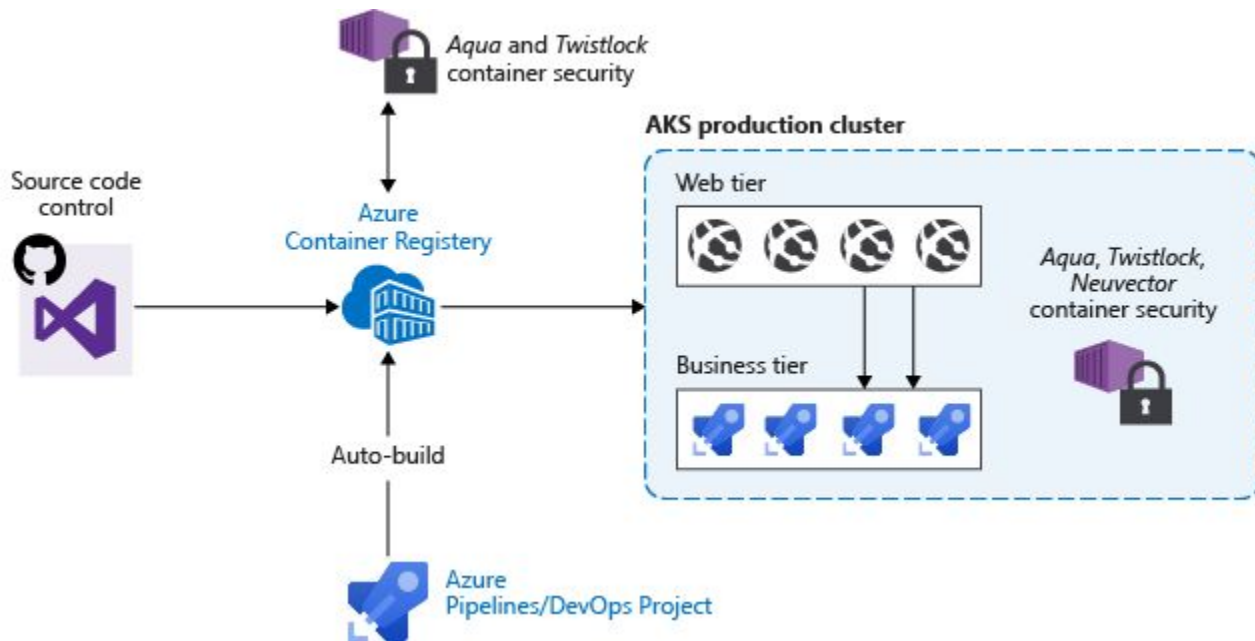 Aqua and Twistlock
container security
AKS production cluster
Source code
control
Azure
Container Registery
Web tier
Aqua, Twistlock,
Neuvector
container security
Business tier
Auto-build
Azure
Pipelines/DevOps Project